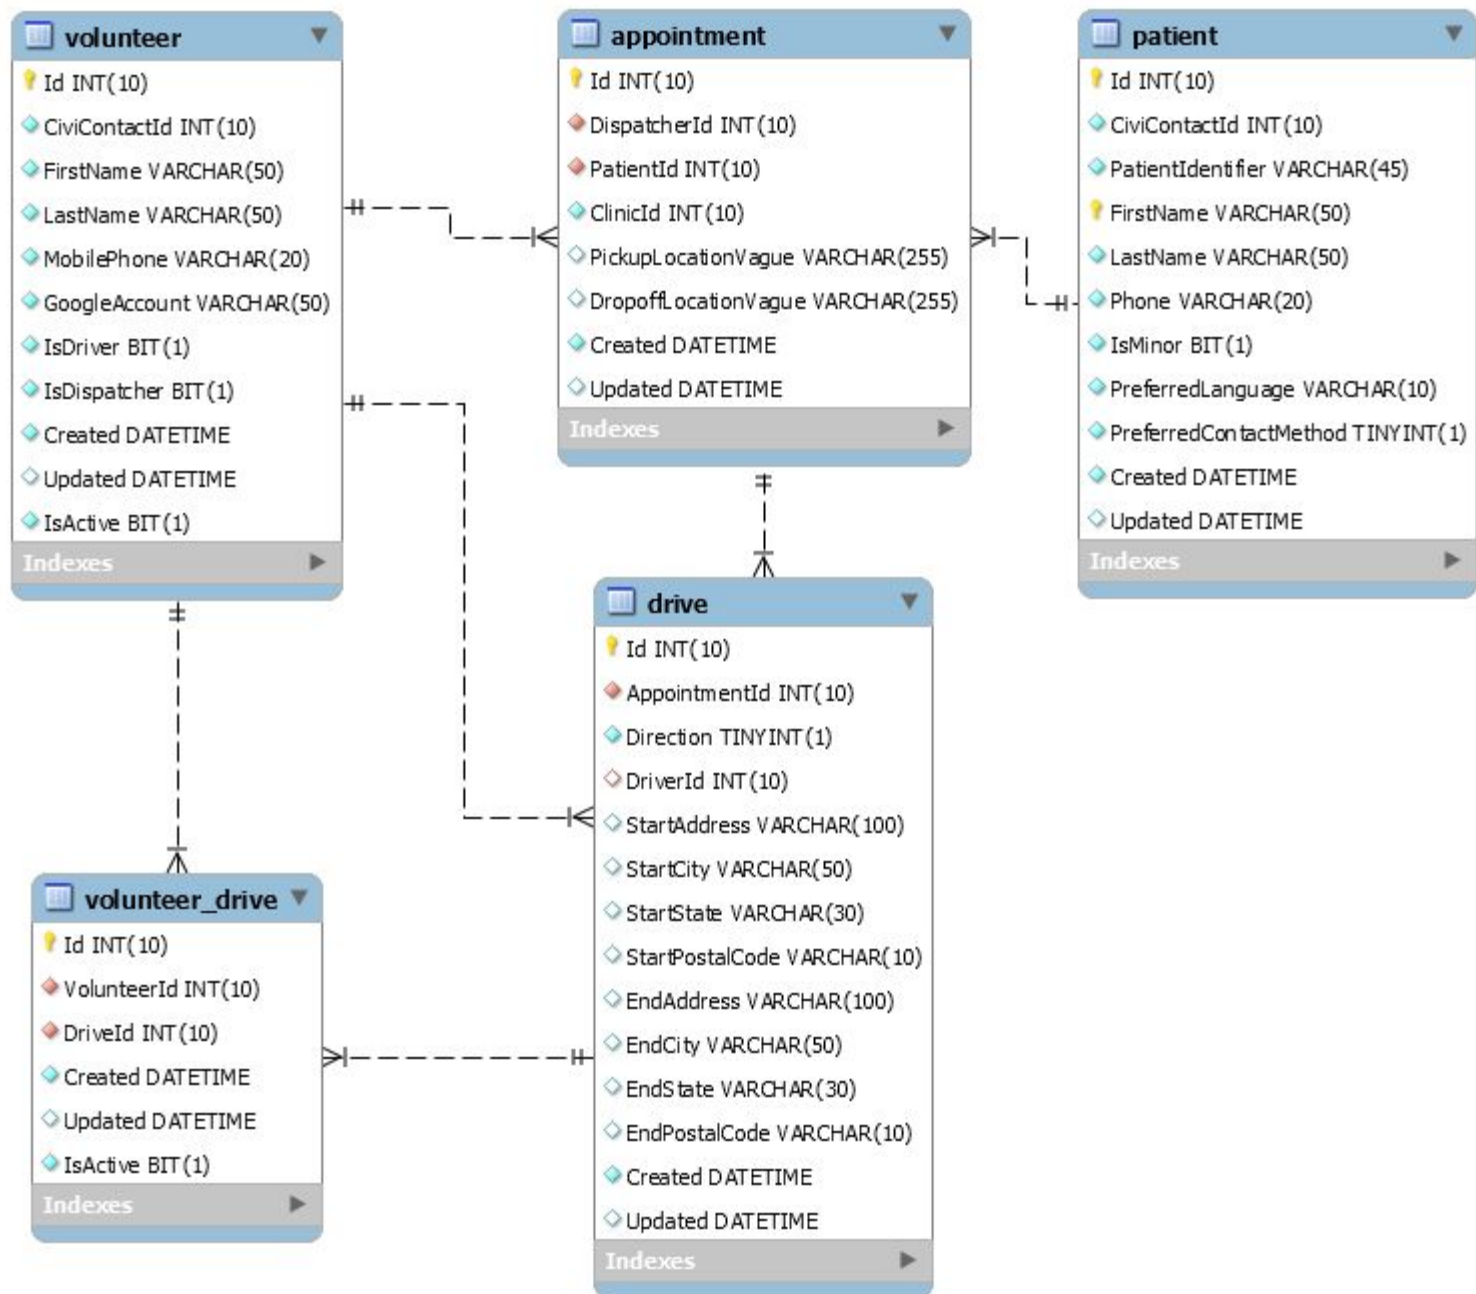 volunteer
Id INT(10)
CiviContactId INT(10)
FirstName VARCHAR(50)
LastName VARCHAR(50)
MobilePhone VARCHAR(20)
GoogleAccount VARCHAR(50)
IsDriver BIT(1)
IsDispatcher BIT(1)
Created DATETIME
Updated DATETIME
IsActive BIT(1)
Indexes
appointment
Id INT(10)
DispatcherId INT(10)
PatientId INT(10)
ClinicId INT(10)
PickupLocationVague VARCHAR(255)
DropoffLocationVague VARCHAR(255)
Created DATETIME
Updated DATETIME
Indexes
patient
Id INT(10)
CiviContactId INT(10)
PatientIdentifier VARCHAR(45)
FirstName VARCHAR(50)
LastName VARCHAR(50)
Phone VARCHAR(20)
IsMinor BIT(1)
PreferredLanguage VARCHAR(10)
PreferredContactMethod TINYINT(1)
Created DATETIME
Updated DATETIME
Indexes
drive
Id INT(10)
AppointmentId INT(10)
Direction TINYINT(1)
DriverId INT(10)
StartAddress VARCHAR(100)
StartCity VARCHAR(50)
StartState VARCHAR(30)
StartPostalCode VARCHAR(10)
EndAddress VARCHAR(100)
EndCity VARCHAR(50)
EndState VARCHAR(30)
EndPostalCode VARCHAR(10)
Created DATETIME
Updated DATETIME
Indexes
volunteer_drive
Id INT(10)
VolunteerId INT(10)
DriveId INT(10)
Created DATETIME
Updated DATETIME
IsActive BIT(1)
Indexes